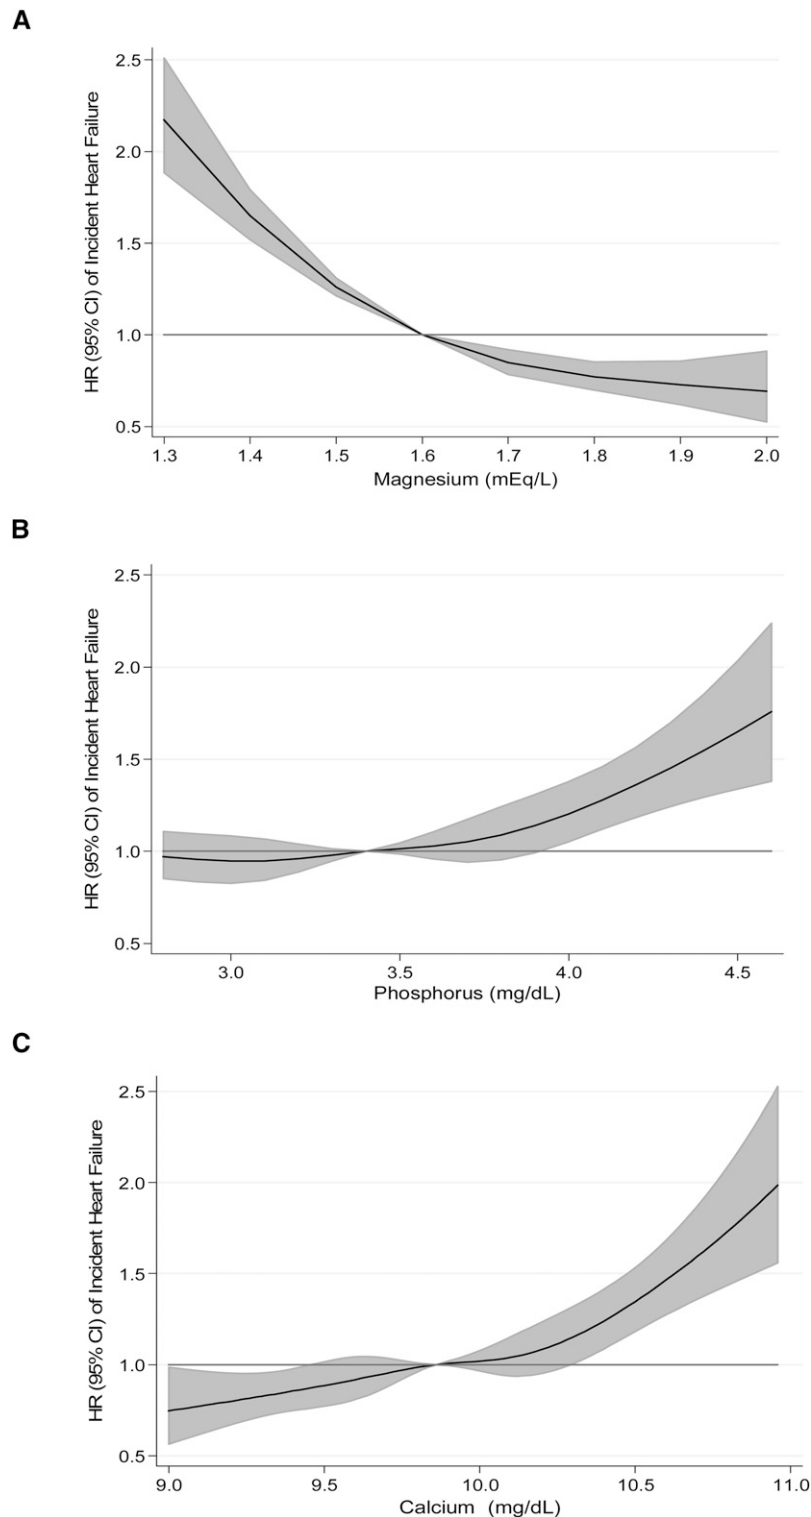 A
HR (95% CI) of Incident Heart Failure
2.5
2.0
1.5
1.0
0.5
1.3 1.4 1.5 1.6 1.7 1.8 1.9 2.0
Magnesium (mEq/L)
B
HR (95% CI) of Incident Heart Failure
2.5
2.0
1.5
1.0
0.5
3.0 3.5 4.0 4.5
Phosphorus (mg/dL)
C
HR (95% CI) of Incident Heart Failure
2.5
2.0
1.5
1.0
0.5
9.0 9.5 10.0 10.5 11.0
Calcium (mg/dL)